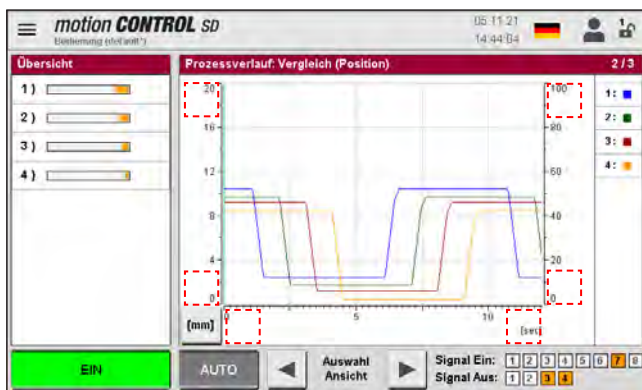 motion CONTROL SD
Bedienung (default*)
05.11.21
14:44:04
1
Übersicht
Prozessverlauf: Vergleich (Position)
2 / 3
1 )
2 )
3 )
4 )
20
16
12
8
4
0
100
80
60
40
20
0
1:
2:
3:
4:
[mm]
0
5
10
[sec]
EIN
AUTO
Auswahl
Ansicht
Signal Ein: 1 2 3 4 5 6 7 8
Signal Aus: 1 2 3 4